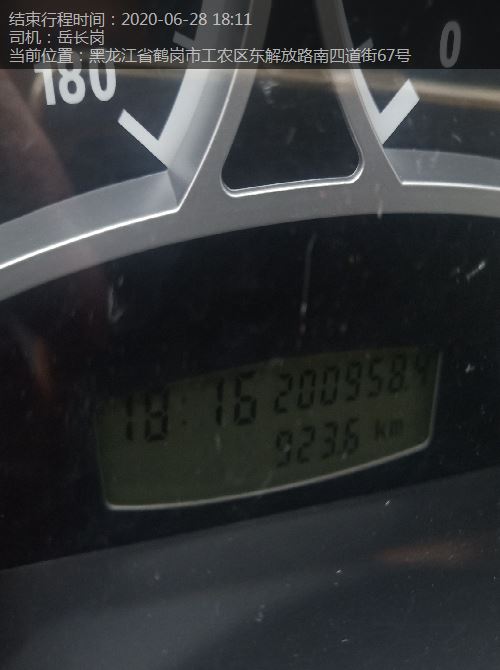 结束行程时间：2020-06-28 18:11
司机：岳长岗
当前位置：黑龙江省鹤岗市工农区东解放路南四道街67号
180
0
18:16 200958.4
923.6 km